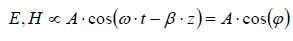 E, H ∝ A·cos(ω·t − β·z) = A·cos(φ)